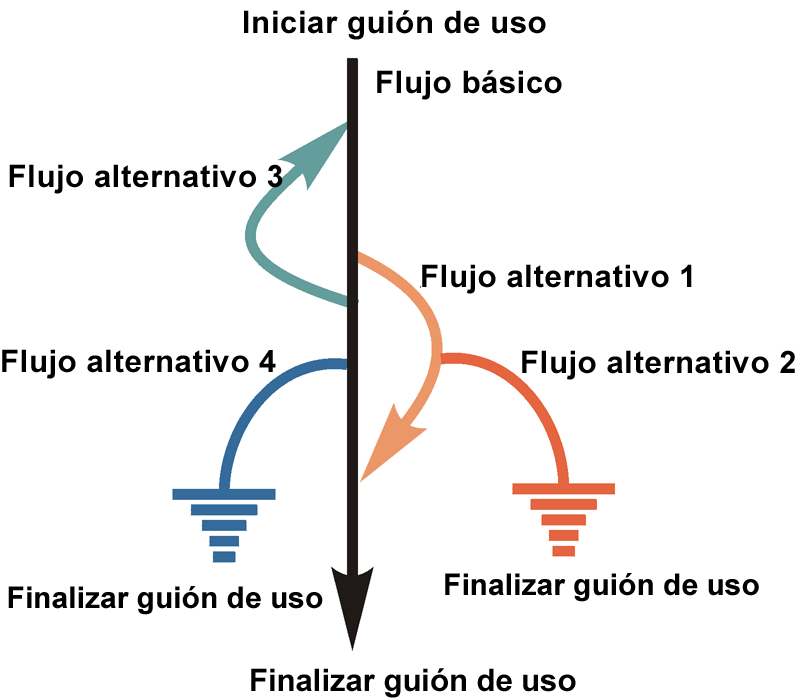 Iniciar guión de uso
Flujo básico
Flujo alternativo 3
Flujo alternativo 1
Flujo alternativo 4
Flujo alternativo 2
Finalizar guión de uso
Finalizar guión de uso
Finalizar guión de uso